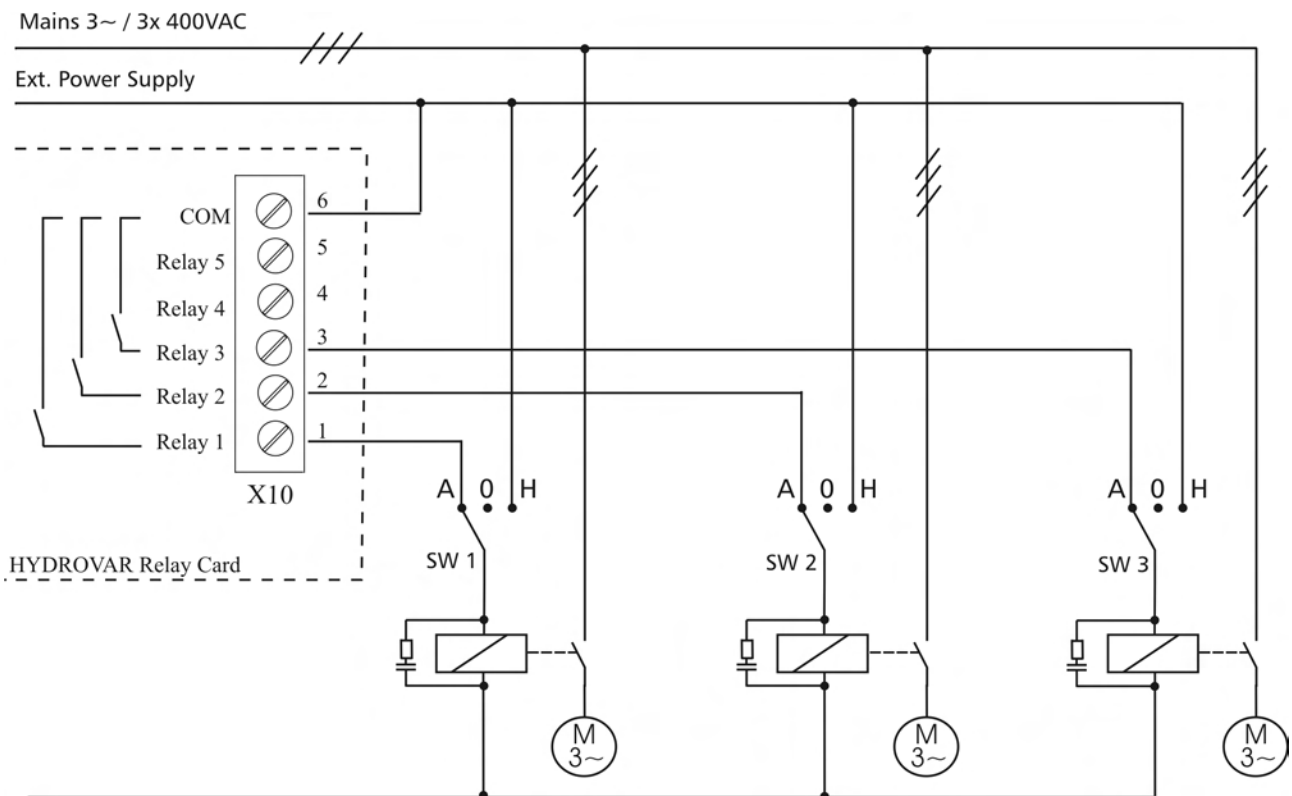 Mains 3~ / 3x 400VAC
Ext. Power Supply
COM 6
Relay 5 5
Relay 4 4
Relay 3 3
Relay 2 2
Relay 1 1
X10
HYDROVAR Relay Card
A 0 H
SW 1
A 0 H
SW 2
A 0 H
SW 3
M
3~
M
3~
M
3~